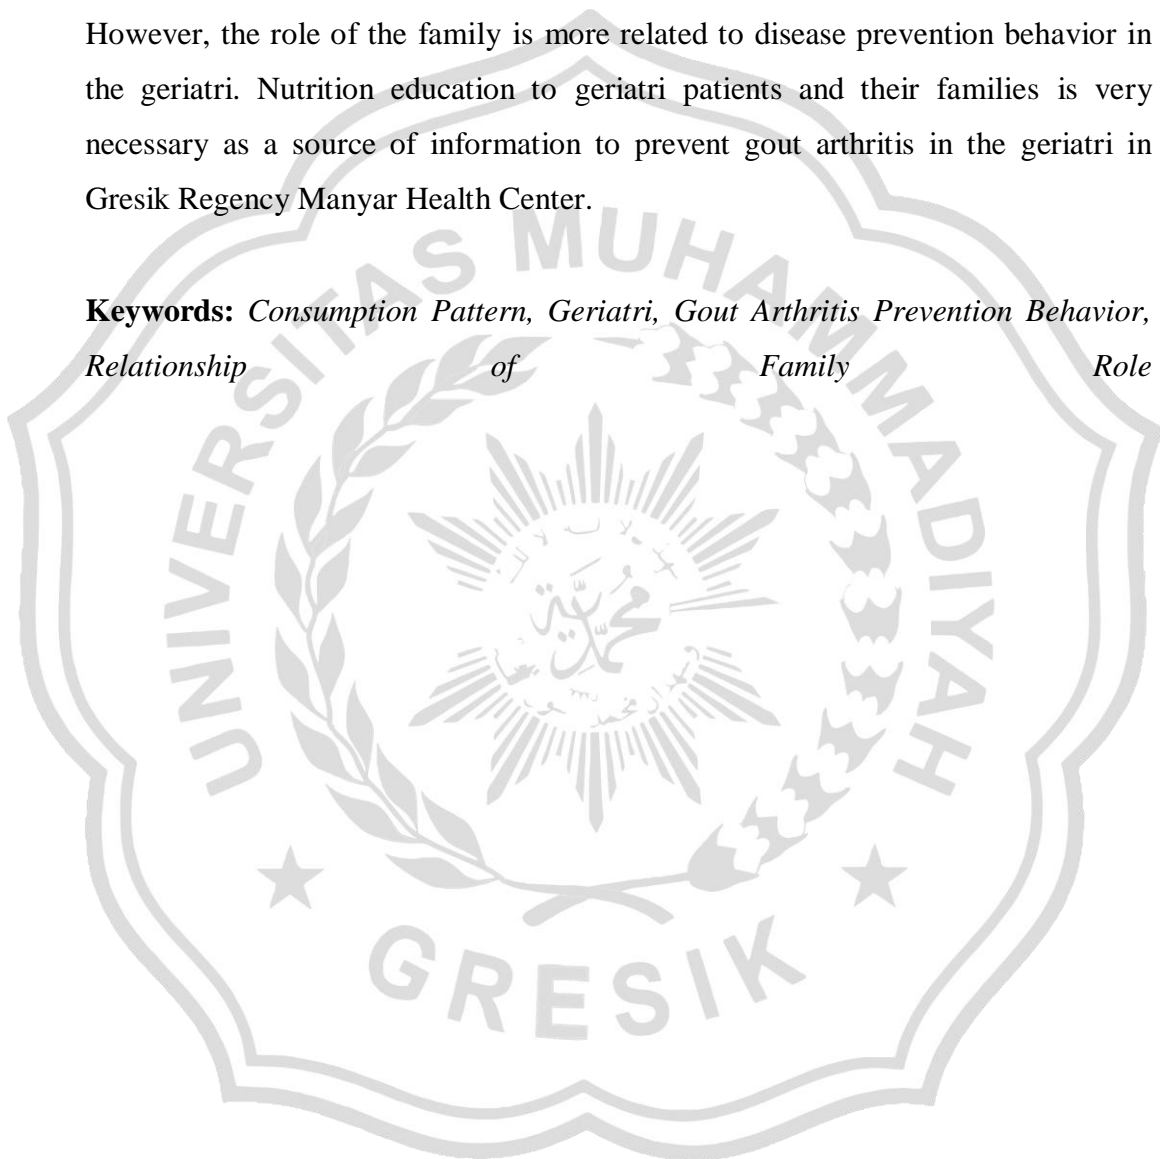 However, the role of the family is more related to disease prevention behavior in
the geriatri. Nutrition education to geriatri patients and their families is very
necessary as a source of information to prevent gout arthritis in the geriatri in
Gresik Regency Manyar Health Center.
Keywords: Consumption Pattern, Geriatri, Gout Arthritis Prevention Behavior,
Relationship of Family Role
UNIVERSITAS MUHAMMADIYAH
محمدية
GRESIK